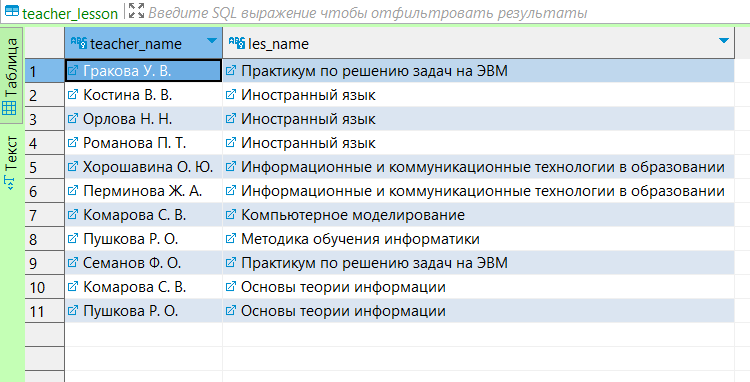 teacher_lesson Введите SQL выражение чтобы отфильтровать результаты
Таблица
Текст
ABC teacher_name ABC les_name
1 Гракова У. В. Практикум по решению задач на ЭВМ
2 Костина В. В. Иностранный язык
3 Орлова Н. Н. Иностранный язык
4 Романова П. Т. Иностранный язык
5 Хорошавина О. Ю. Информационные и коммуникационные технологии в образовании
6 Перминова Ж. А. Информационные и коммуникационные технологии в образовании
7 Комарова С. В. Компьютерное моделирование
8 Пушкова Р. О. Методика обучения информатики
9 Семанов Ф. О. Практикум по решению задач на ЭВМ
10 Комарова С. В. Основы теории информации
11 Пушкова Р. О. Основы теории информации